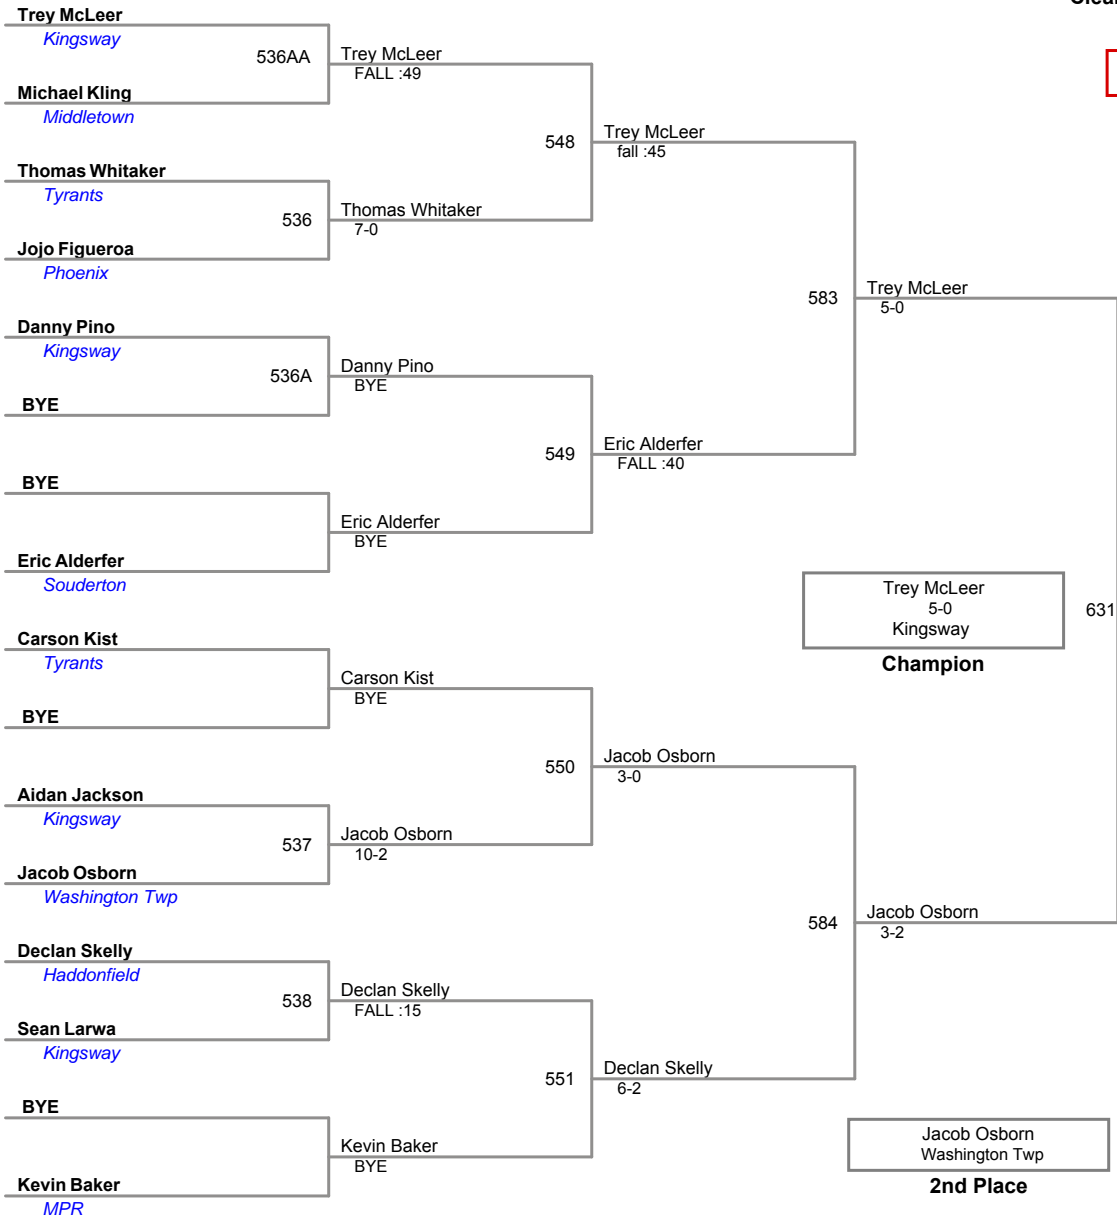 Trey McLeer
Kingsway
536AA
Trey McLeer
FALL :49
Michael Kling
Middletown
548
Trey McLeer
fall :45
Thomas Whitaker
Tyrants
536
Thomas Whitaker
7-0
Jojo Figueroa
Phoenix
583
Trey McLeer
5-0
Danny Pino
Kingsway
536A
Danny Pino
BYE
BYE
549
Eric Alderfer
FALL :40
BYE
Eric Alderfer
BYE
Eric Alderfer
Souderton
Trey McLeer
5-0
Kingsway
631
Champion
Carson Kist
Tyrants
Carson Kist
BYE
BYE
550
Jacob Osborn
3-0
Aidan Jackson
Kingsway
537
Jacob Osborn
10-2
Jacob Osborn
Washington Twp
584
Jacob Osborn
3-2
Declan Skelly
Haddonfield
538
Declan Skelly
FALL :15
Sean Larwa
Kingsway
551
Declan Skelly
6-2
BYE
Kevin Baker
BYE
Kevin Baker
MPR
Jacob Osborn
Washington Twp
2nd Place